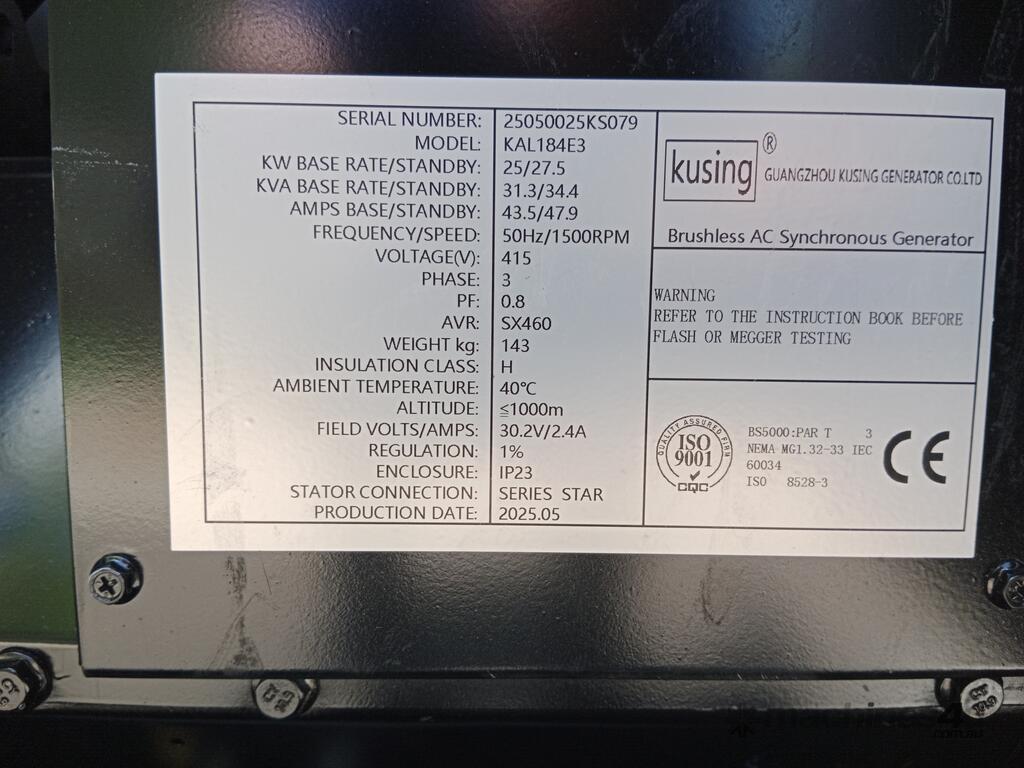 SERIAL NUMBER: 25050025KS079
MODEL: KAL184E3
KW BASE RATE/STANDBY: 25/27.5
KVA BASE RATE/STANDBY: 31.3/34.4
AMPS BASE/STANDBY: 43.5/47.9
FREQUENCY/SPEED: 50Hz/1500RPM
VOLTAGE(V): 415
PHASE: 3
PF: 0.8
AVR: SX460
WEIGHT kg: 143
INSULATION CLASS: H
AMBIENT TEMPERATURE: 40℃
ALTITUDE: ≦1000m
FIELD VOLTS/AMPS: 30.2V/2.4A
REGULATION: 1%
ENCLOSURE: IP23
STATOR CONNECTION: SERIES STAR
PRODUCTION DATE: 2025.05
kusing ® GUANGZHOU KUSING GENERATOR CO.LTD
Brushless AC Synchronous Generator
WARNING
REFER TO THE INSTRUCTION BOOK BEFORE
FLASH OR MEGGER TESTING
QUALITY ASSURED FIRM
ISO
9001
CQC
BS5000:PAR T 3
NEMA MG1.32-33 IEC
60034
ISO 8528-3
CE
machines4u
.com.au